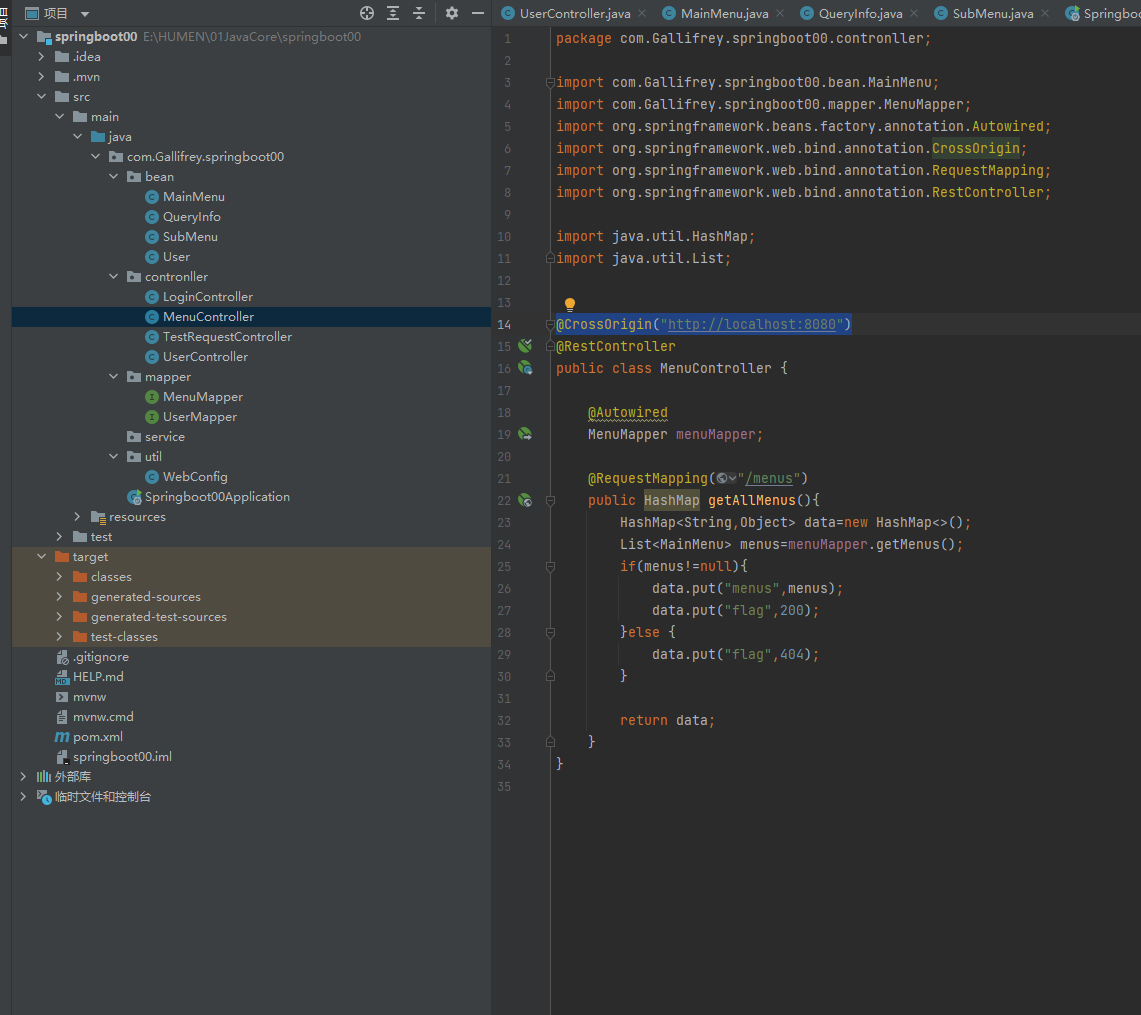 项目
springboot00 E:\HUMEN\01JavaCore\springboot00
.idea
.mvn
src
main
java
com.Gallifrey.springboot00
bean
MainMenu
QueryInfo
SubMenu
User
contronller
LoginController
MenuController
TestRequestController
UserController
mapper
MenuMapper
UserMapper
service
util
WebConfig
Springboot00Application
resources
test
target
classes
generated-sources
generated-test-sources
test-classes
.gitignore
HELP.md
mvnw
mvnw.cmd
pom.xml
springboot00.iml
外部库
临时文件和控制台
UserController.java MainMenu.java QueryInfo.java SubMenu.java
1 package com.Gallifrey.springboot00.contronller;
2
3 import com.Gallifrey.springboot00.bean.MainMenu;
4 import com.Gallifrey.springboot00.mapper.MenuMapper;
5 import org.springframework.beans.factory.annotation.Autowired;
6 import org.springframework.web.bind.annotation.CrossOrigin;
7 import org.springframework.web.bind.annotation.RequestMapping;
8 import org.springframework.web.bind.annotation.RestController;
9
10 import java.util.HashMap;
11 import java.util.List;
12
13
14 @CrossOrigin("http://localhost:8080")
15 @RestController
16 public class MenuController {
17
18 @Autowired
19 MenuMapper menuMapper;
20
21 @RequestMapping("/menus")
22 public HashMap getAllMenus(){
23 HashMap<String,Object> data=new HashMap<>();
24 List<MainMenu> menus=menuMapper.getMenus();
25 if(menus!=null){
26 data.put("menus",menus);
27 data.put("flag",200);
28 }else {
29 data.put("flag",404);
30 }
31
32 return data;
33 }
34 }
35